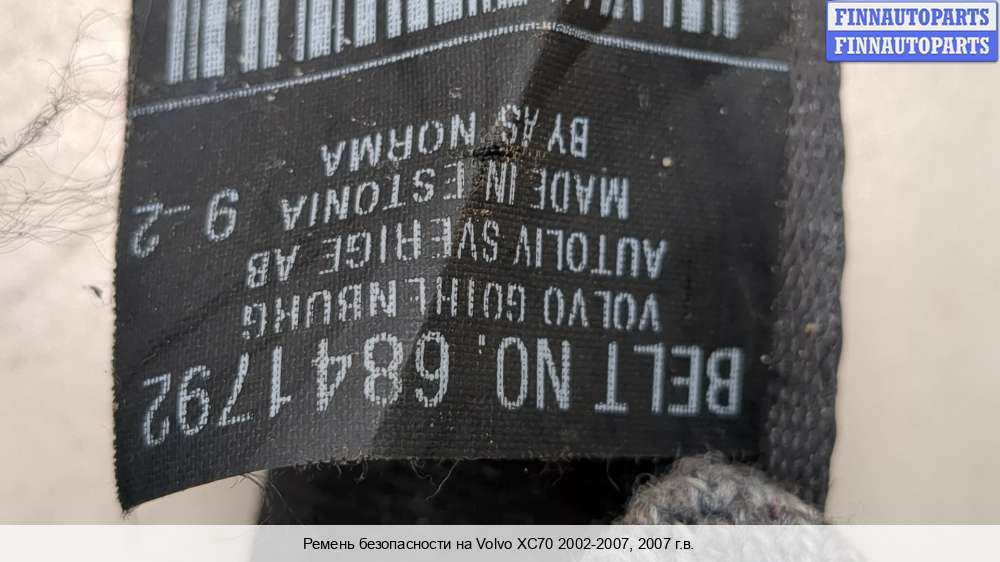 FINNAUTOPARTS
FINNAUTOPARTS
BELT NO. 6841792
VOLVO GOTHENBURG
AUTOLIV SVERIGE AB
MADE IN ESTONIA 9-2
BY AS NORMA
Ремень безопасности на Volvo XC70 2002-2007, 2007 г.в.